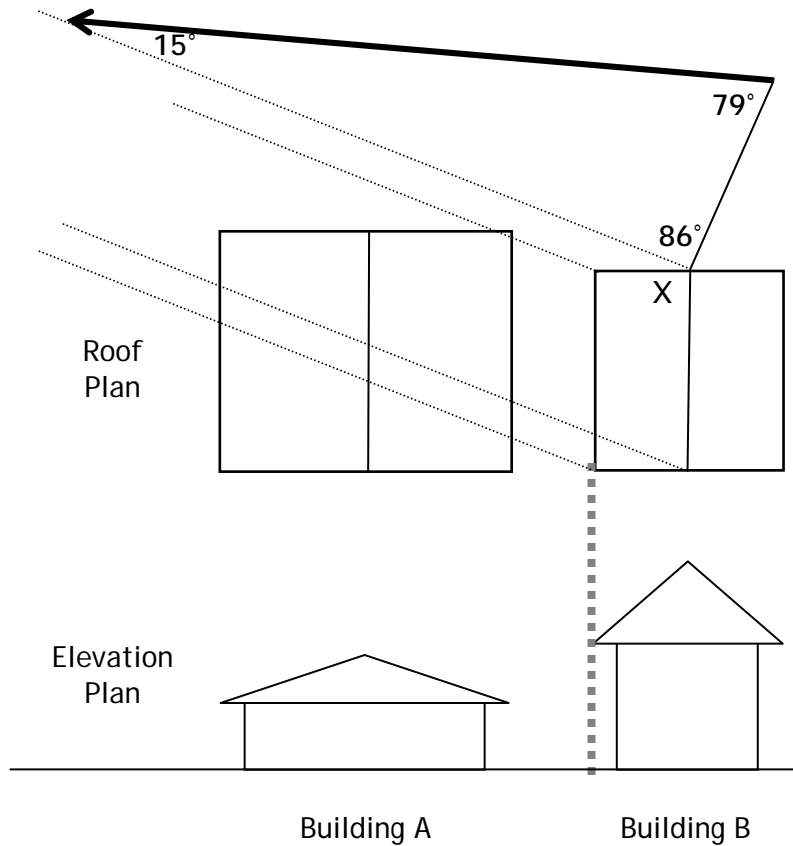 15°
79°
86°
X
Roof
Plan
Elevation
Plan
Building A
Building B